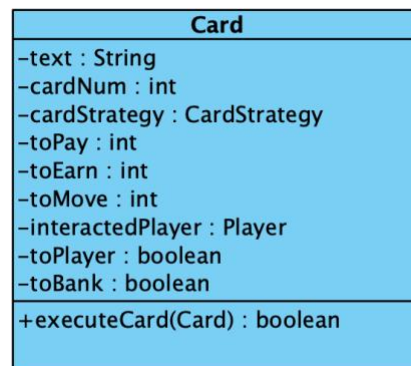 Card
-text : String
-cardNum : int
-cardStrategy : CardStrategy
-toPay : int
-toEarn : int
-toMove : int
-interactedPlayer : Player
-toPlayer : boolean
-toBank : boolean
+executeCard(Card) : boolean